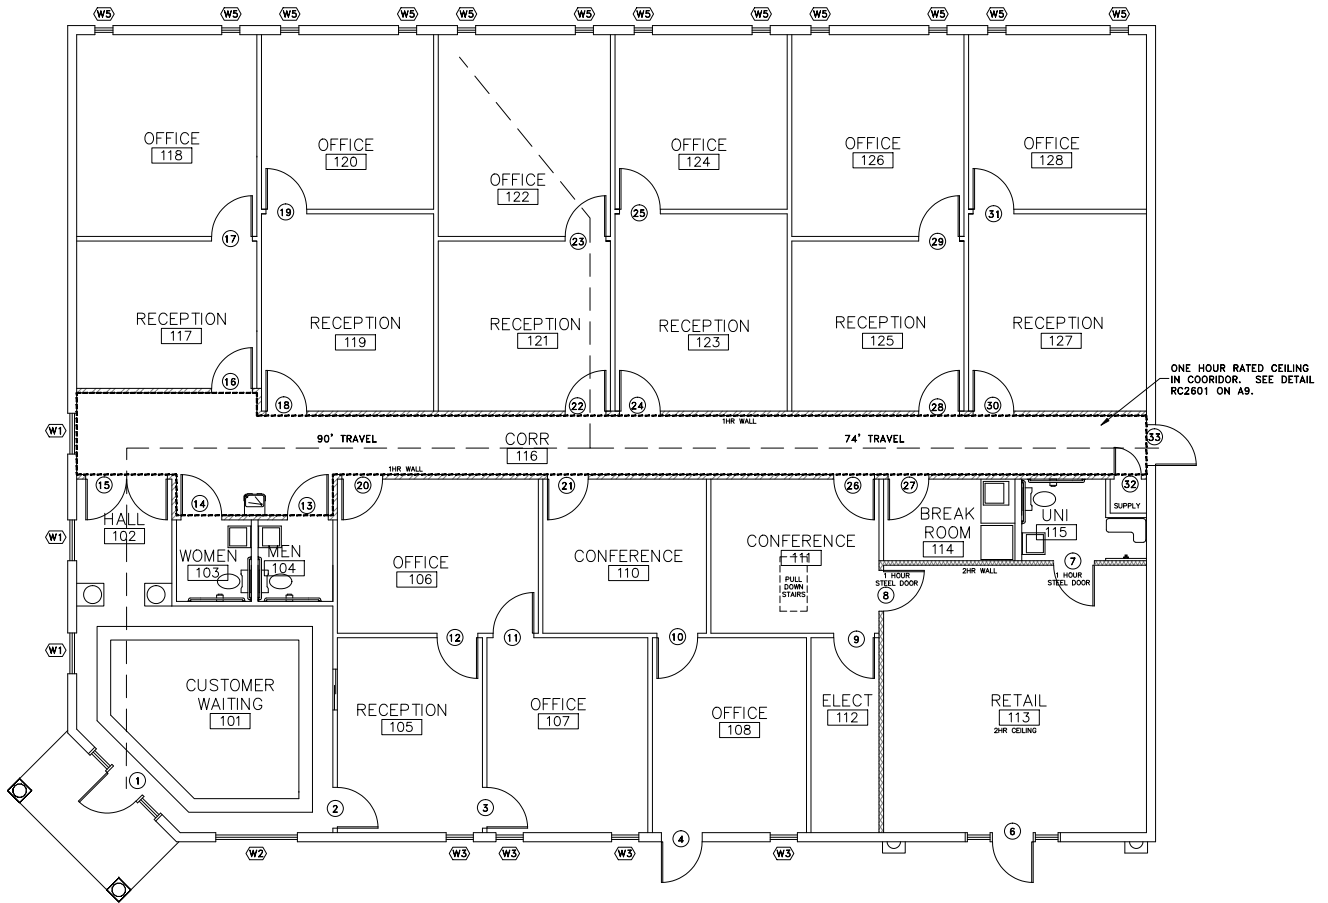 W5 W5 W5 W5 W5 W5 W5 W5 W5 W5 W5 W5
OFFICE
118
OFFICE
120
OFFICE
122
OFFICE
124
OFFICE
126
OFFICE
128
19
25
31
17
23
29
RECEPTION
117
RECEPTION
119
RECEPTION
121
RECEPTION
123
RECEPTION
125
RECEPTION
127
16
18
22
24
28
30
ONE HOUR RATED CEILING
IN COORIDOR. SEE DETAIL
RC2601 ON A9.
1HR WALL
W1
90' TRAVEL
CORR
116
74' TRAVEL
33
1HR WALL
15
14
13
20
21
26
27
32
SUPPLY
HALL
102
W1
WOMEN
103
MEN
104
OFFICE
106
CONFERENCE
110
CONFERENCE
111
PULL
DOWN
STAIRS
BREAK
ROOM
114
UNI
115
7
1 HOUR
STEEL DOOR
2HR WALL
1 HOUR
STEEL DOOR
8
12
11
10
9
W1
CUSTOMER
WAITING
101
RECEPTION
105
OFFICE
107
OFFICE
108
ELECT
112
RETAIL
113
2HR CEILING
1
2
3
4
6
W2
W3
W3
W3
W3